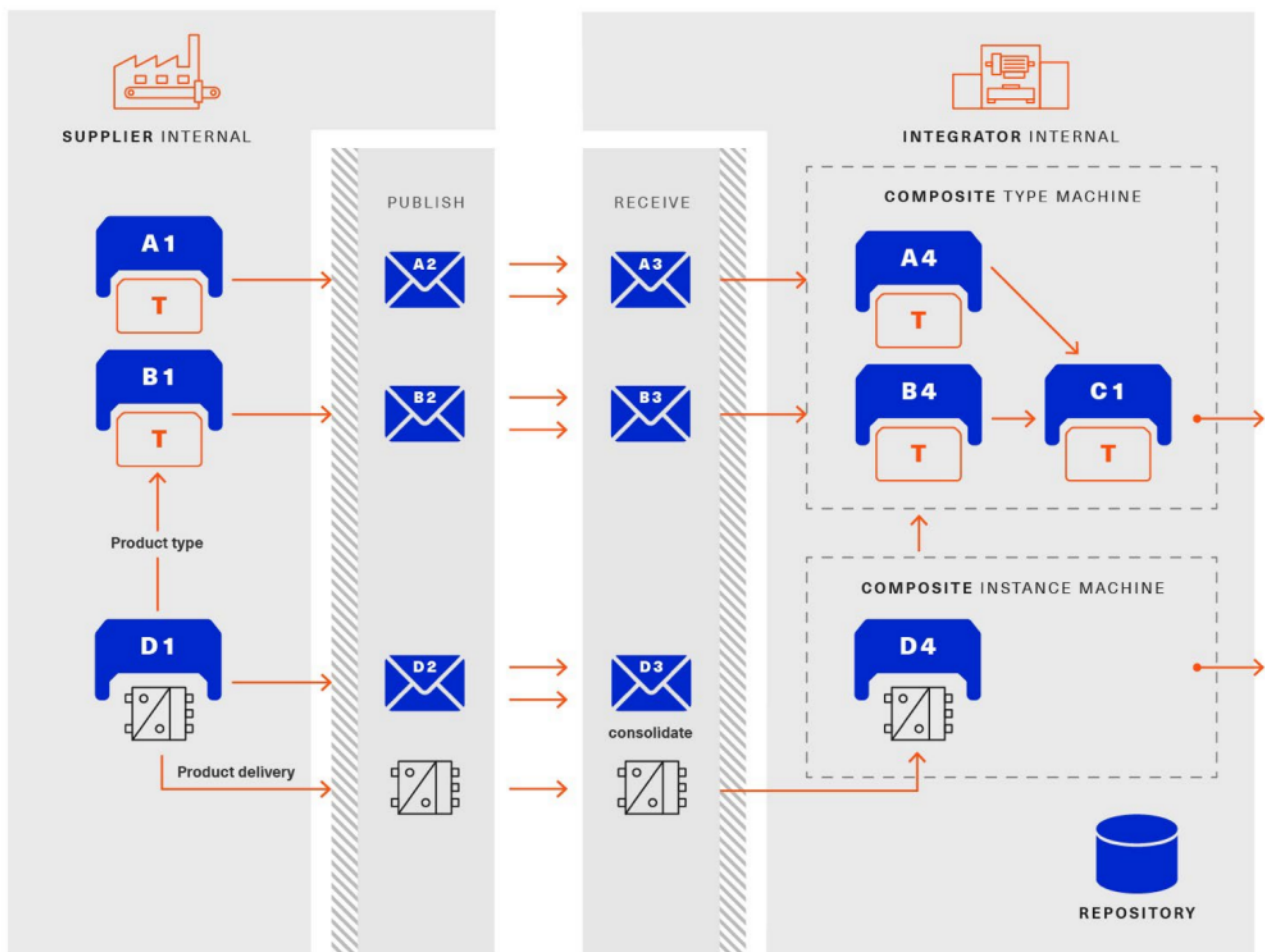 SUPPLIER INTERNAL
INTEGRATOR INTERNAL
PUBLISH
RECEIVE
COMPOSITE TYPE MACHINE
A1
T
A2
A3
A4
T
B1
T
B2
B3
B4
T
C1
T
Product type
COMPOSITE INSTANCE MACHINE
D1
D2
D3
D4
consolidate
Product delivery
REPOSITORY